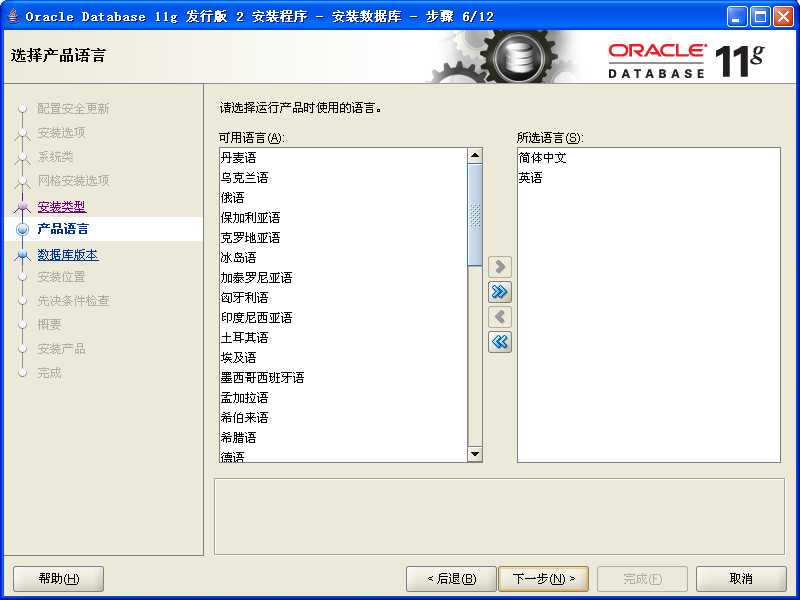 Oracle Database 11g 发行版 2 安装程序 - 安装数据库 - 步骤 6/12
选择产品语言
ORACLE
DATABASE
11g
配置安全更新
安装选项
系统类
网格安装选项
安装类型
产品语言
数据库版本
安装位置
先决条件检查
概要
安装产品
完成
请选择运行产品时使用的语言。
可用语言(A):
丹麦语
乌克兰语
俄语
保加利亚语
克罗地亚语
冰岛语
加泰罗尼亚语
匈牙利语
印度尼西亚语
土耳其语
埃及语
墨西哥西班牙语
孟加拉语
希伯来语
希腊语
德语
所选语言(S):
简体中文
英语
帮助(H)
< 后退(B)
下一步(N) >
完成(F)
取消